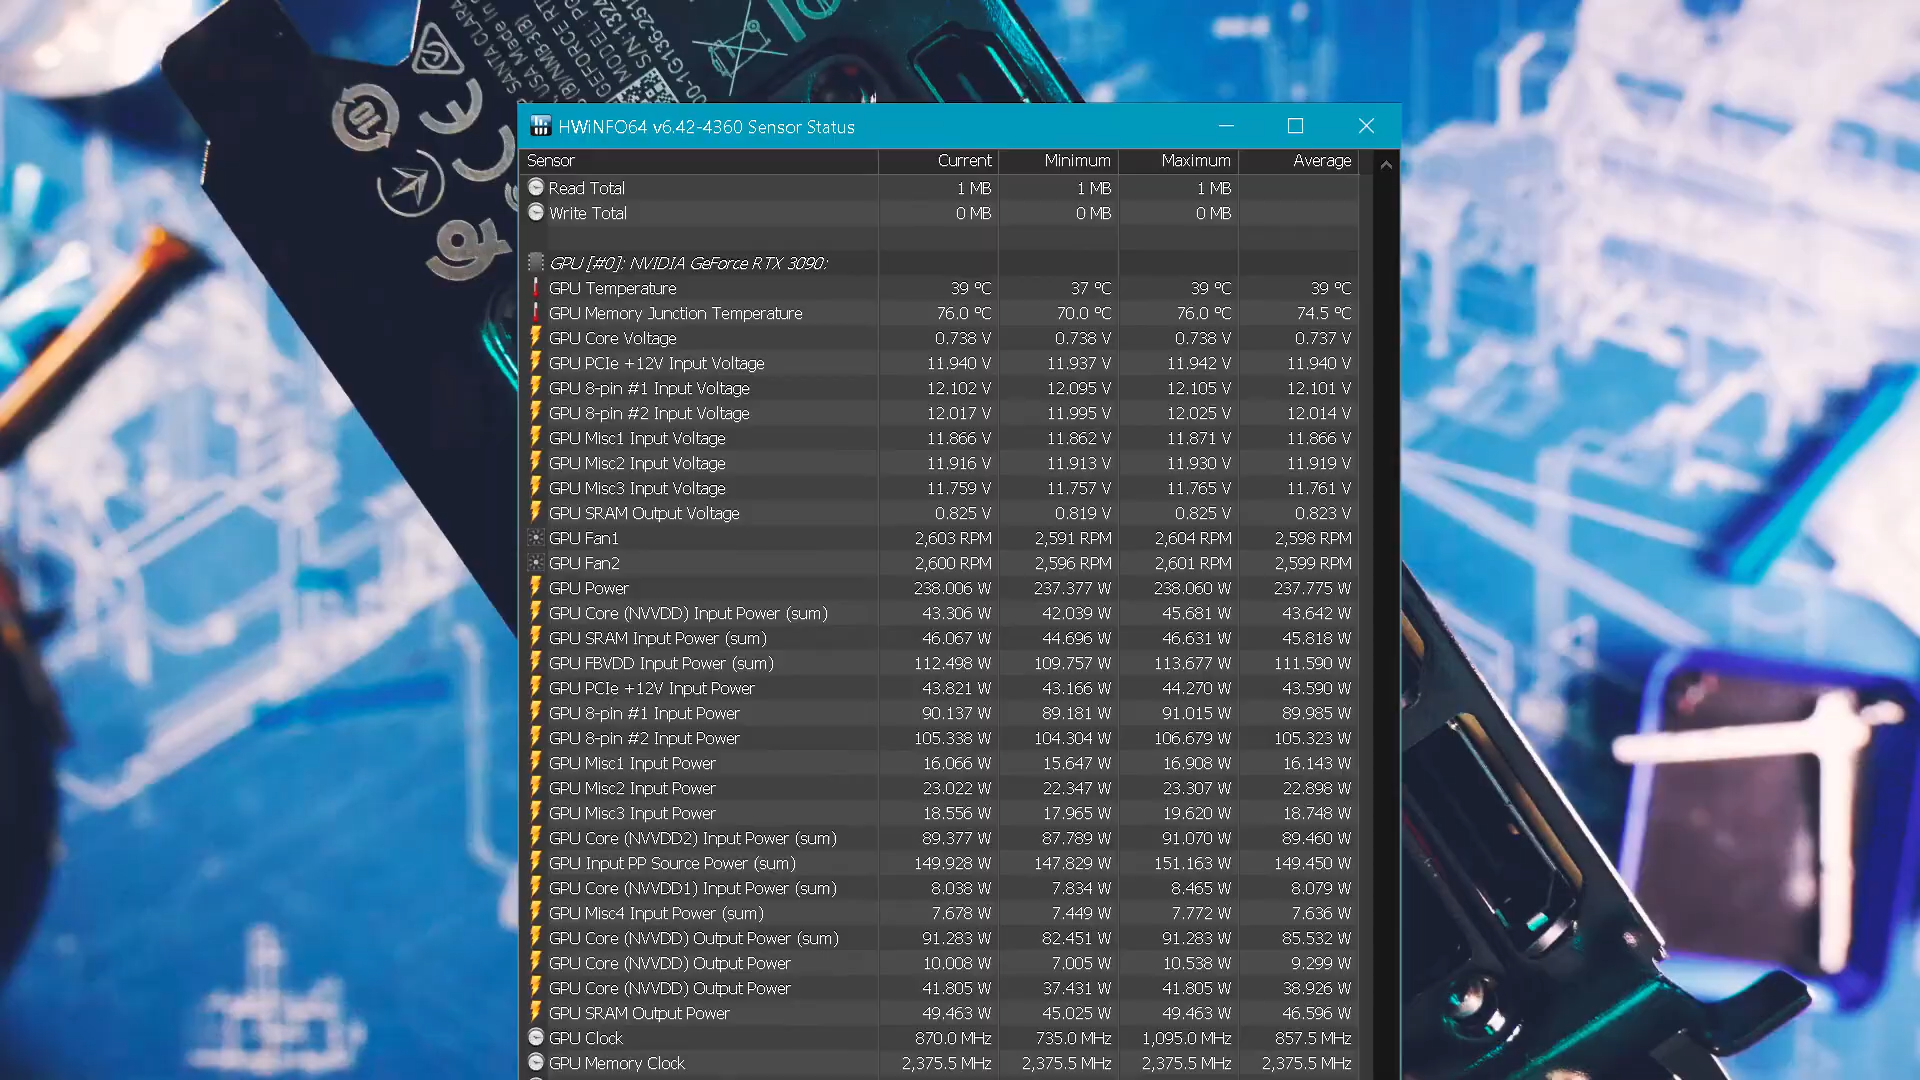 SANTA CLARA
USA Made in
(B)/NMB-3(B)
GEFORCE RT
MODEL: PG
HWiNFO64 v6.42-4360 Sensor Status
Sensor Current Minimum Maximum Average
Read Total 1 MB 1 MB 1 MB
Write Total 0 MB 0 MB 0 MB
GPU [#0]: NVIDIA GeForce RTX 3090:
GPU Temperature 39 °C 37 °C 39 °C 39 °C
GPU Memory Junction Temperature 76.0 °C 70.0 °C 76.0 °C 74.5 °C
GPU Core Voltage 0.738 V 0.738 V 0.738 V 0.737 V
GPU PCIe +12V Input Voltage 11.940 V 11.937 V 11.942 V 11.940 V
GPU 8-pin #1 Input Voltage 12.102 V 12.095 V 12.105 V 12.101 V
GPU 8-pin #2 Input Voltage 12.017 V 11.995 V 12.025 V 12.014 V
GPU Misc1 Input Voltage 11.866 V 11.862 V 11.871 V 11.866 V
GPU Misc2 Input Voltage 11.916 V 11.913 V 11.930 V 11.919 V
GPU Misc3 Input Voltage 11.759 V 11.757 V 11.765 V 11.761 V
GPU SRAM Output Voltage 0.825 V 0.819 V 0.825 V 0.823 V
GPU Fan1 2,603 RPM 2,591 RPM 2,604 RPM 2,598 RPM
GPU Fan2 2,600 RPM 2,596 RPM 2,601 RPM 2,599 RPM
GPU Power 238.006 W 237.377 W 238.060 W 237.775 W
GPU Core (NVVDD) Input Power (sum) 43.306 W 42.039 W 45.681 W 43.642 W
GPU SRAM Input Power (sum) 46.067 W 44.696 W 46.631 W 45.818 W
GPU FBVDD Input Power (sum) 112.498 W 109.757 W 113.677 W 111.590 W
GPU PCIe +12V Input Power 43.821 W 43.166 W 44.270 W 43.590 W
GPU 8-pin #1 Input Power 90.137 W 89.181 W 91.015 W 89.985 W
GPU 8-pin #2 Input Power 105.338 W 104.304 W 106.679 W 105.323 W
GPU Misc1 Input Power 16.066 W 15.647 W 16.908 W 16.143 W
GPU Misc2 Input Power 23.022 W 22.347 W 23.307 W 22.898 W
GPU Misc3 Input Power 18.556 W 17.965 W 19.620 W 18.748 W
GPU Core (NVVDD2) Input Power (sum) 89.377 W 87.789 W 91.070 W 89.460 W
GPU Input PP Source Power (sum) 149.928 W 147.829 W 151.163 W 149.450 W
GPU Core (NVVDD1) Input Power (sum) 8.038 W 7.834 W 8.465 W 8.079 W
GPU Misc4 Input Power (sum) 7.678 W 7.449 W 7.772 W 7.636 W
GPU Core (NVVDD) Output Power (sum) 91.283 W 82.451 W 91.283 W 85.532 W
GPU Core (NVVDD) Output Power 10.008 W 7.005 W 10.538 W 9.299 W
GPU Core (NVVDD) Output Power 41.805 W 37.431 W 41.805 W 38.926 W
GPU SRAM Output Power 49.463 W 45.025 W 49.463 W 46.596 W
GPU Clock 870.0 MHz 735.0 MHz 1,095.0 MHz 857.5 MHz
GPU Memory Clock 2,375.5 MHz 2,375.5 MHz 2,375.5 MHz 2,375.5 MHz